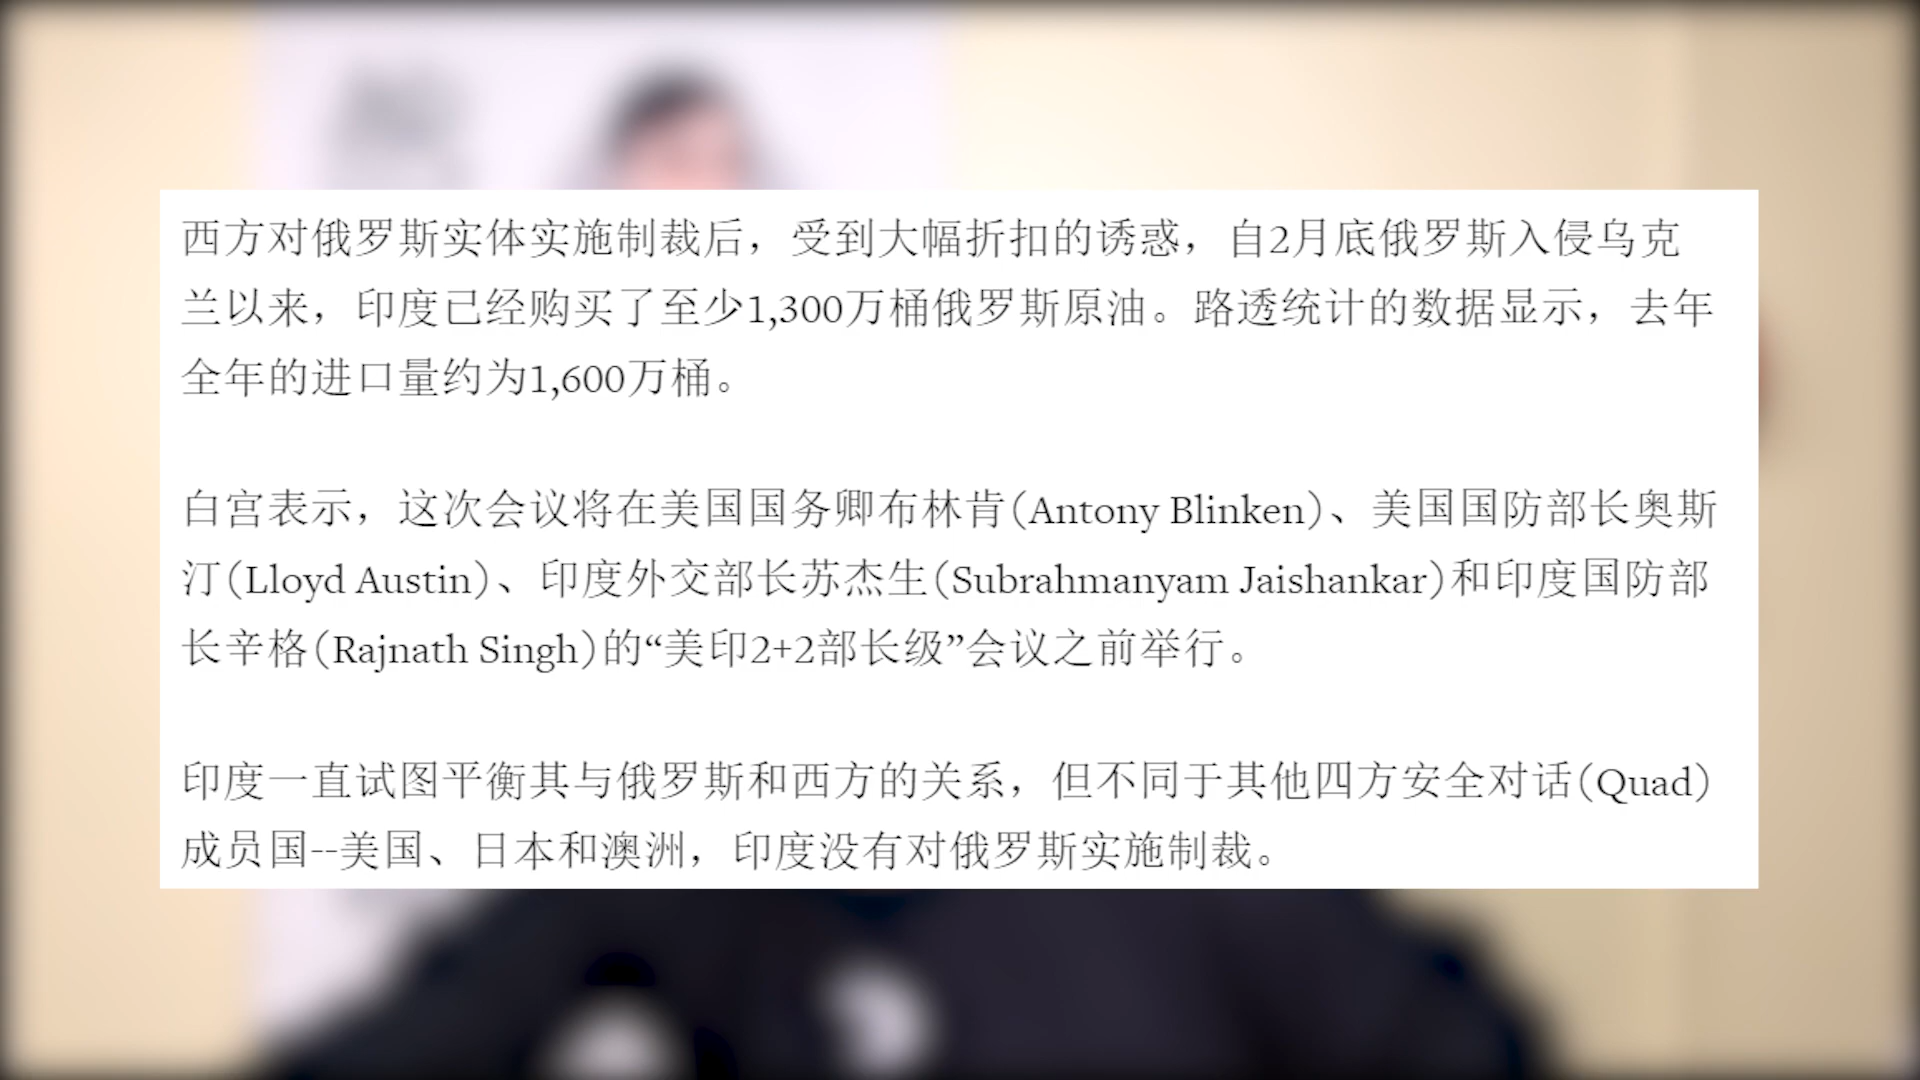 西方对俄罗斯实体实施制裁后，受到大幅折扣的诱惑，自2月底俄罗斯入侵乌克
兰以来，印度已经购买了至少1,300万桶俄罗斯原油。路透统计的数据显示，去年
全年的进口量约为1,600万桶。
白宫表示，这次会议将在美国国务卿布林肯(Antony Blinken)、美国国防部长奥斯
汀(Lloyd Austin)、印度外交部长苏杰生(Subrahmanyam Jaishankar)和印度国防部
长辛格(Rajnath Singh)的“美印2+2部长级”会议之前举行。
印度一直试图平衡其与俄罗斯和西方的关系，但不同于其他四方安全对话(Quad)
成员国--美国、日本和澳洲，印度没有对俄罗斯实施制裁。